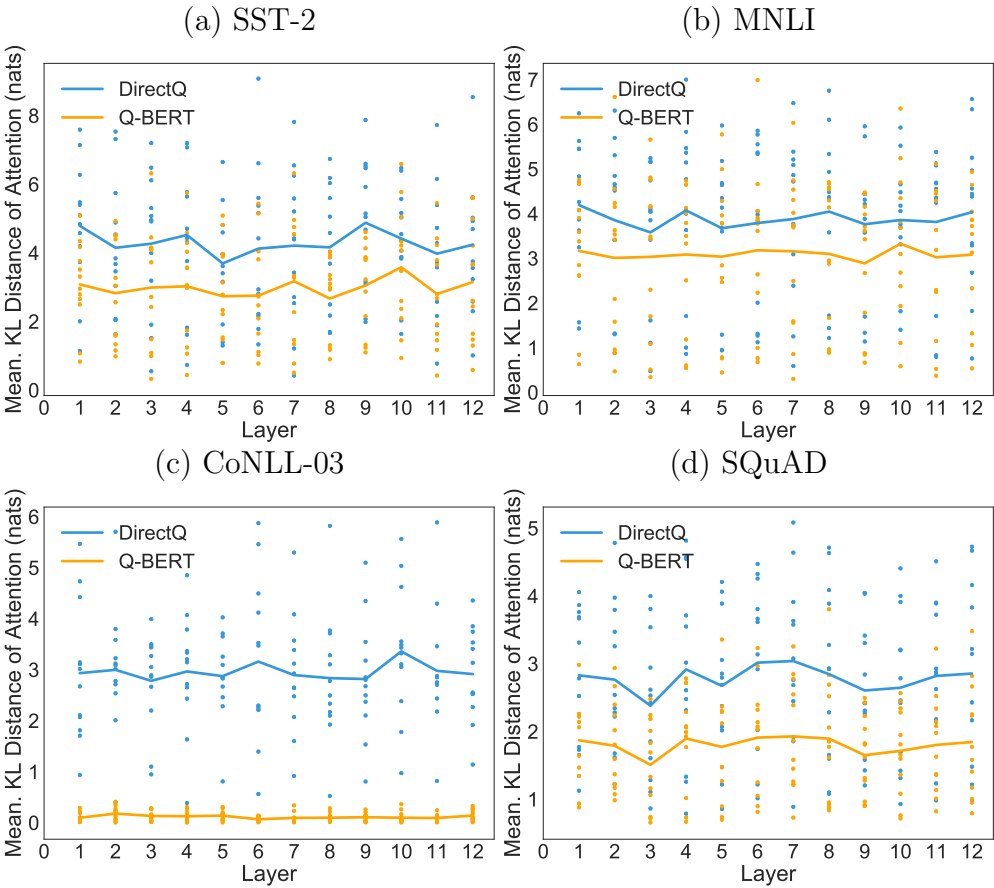 (a) SST-2
Mean. KL Distance of Attention (nats)
8
6
4
2
0
DirectQ
Q-BERT
0 1 2 3 4 5 6 7 8 9 10 11 12
Layer
(b) MNLI
Mean. KL Distance of Attention (nats)
7
6
5
4
3
2
1
0
DirectQ
Q-BERT
0 1 2 3 4 5 6 7 8 9 10 11 12
Layer
(c) CoNLL-03
Mean. KL Distance of Attention (nats)
6
5
4
3
2
1
0
DirectQ
Q-BERT
0 1 2 3 4 5 6 7 8 9 10 11 12
Layer
(d) SQuAD
Mean. KL Distance of Attention (nats)
5
4
3
2
1
DirectQ
Q-BERT
0 1 2 3 4 5 6 7 8 9 10 11 12
Layer